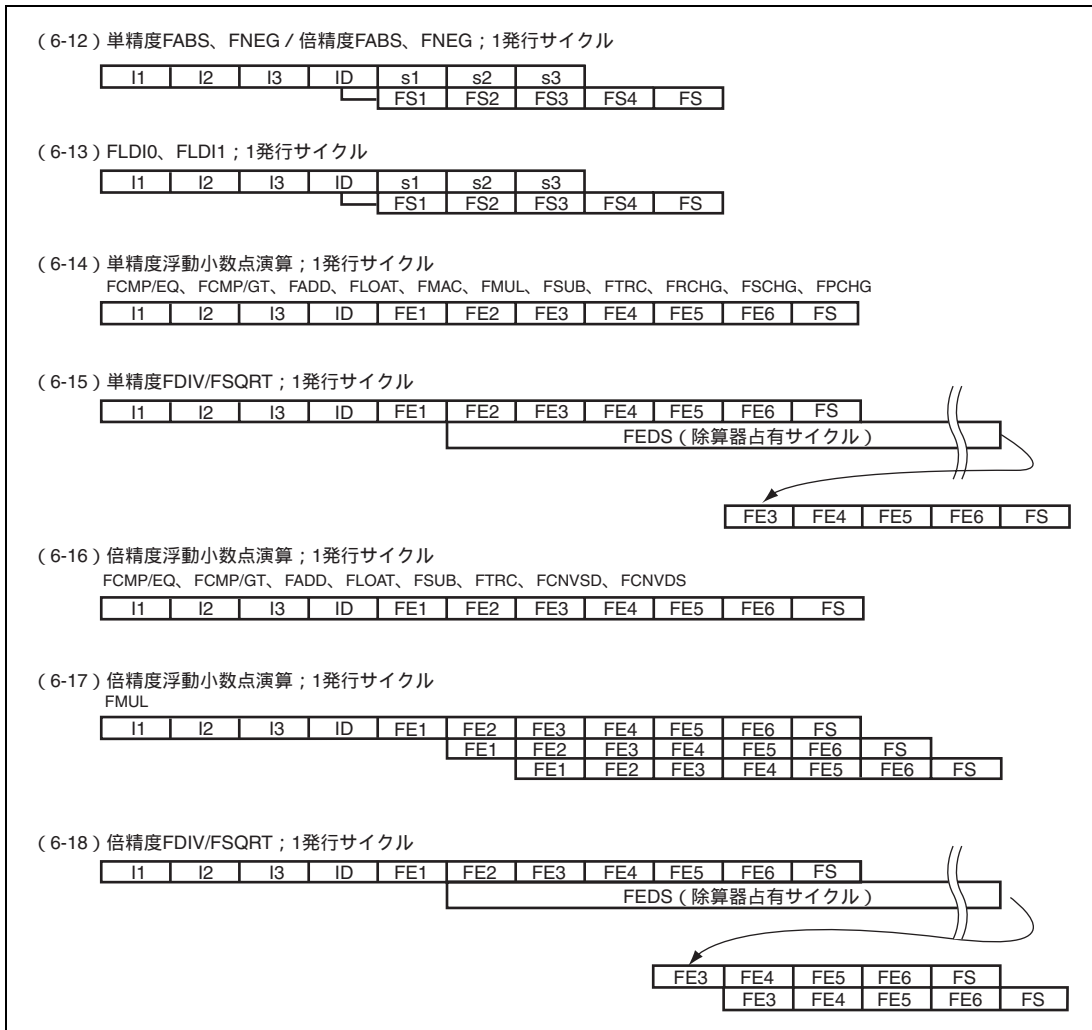 （6-12）単精度FABS、FNEG / 倍精度FABS、FNEG；1発行サイクル
I1 I2 I3 ID s1 s2 s3
FS1 FS2 FS3 FS4 FS
（6-13）FLDI0、FLDI1；1発行サイクル
I1 I2 I3 ID s1 s2 s3
FS1 FS2 FS3 FS4 FS
（6-14）単精度浮動小数点演算；1発行サイクル
FCMP/EQ、FCMP/GT、FADD、FLOAT、FMAC、FMUL、FSUB、FTRC、FRCHG、FSCHG、FPCHG
I1 I2 I3 ID FE1 FE2 FE3 FE4 FE5 FE6 FS
（6-15）単精度FDIV/FSQRT；1発行サイクル
I1 I2 I3 ID FE1 FE2 FE3 FE4 FE5 FE6 FS
FEDS（除算器占有サイクル）
FE3 FE4 FE5 FE6 FS
（6-16）倍精度浮動小数点演算；1発行サイクル
FCMP/EQ、FCMP/GT、FADD、FLOAT、FSUB、FTRC、FCNVSD、FCNVDS
I1 I2 I3 ID FE1 FE2 FE3 FE4 FE5 FE6 FS
（6-17）倍精度浮動小数点演算；1発行サイクル
FMUL
I1 I2 I3 ID FE1 FE2 FE3 FE4 FE5 FE6 FS
FE1 FE2 FE3 FE4 FE5 FE6 FS
FE1 FE2 FE3 FE4 FE5 FE6 FS
（6-18）倍精度FDIV/FSQRT；1発行サイクル
I1 I2 I3 ID FE1 FE2 FE3 FE4 FE5 FE6 FS
FEDS（除算器占有サイクル）
FE3 FE4 FE5 FE6 FS
FE3 FE4 FE5 FE6 FS